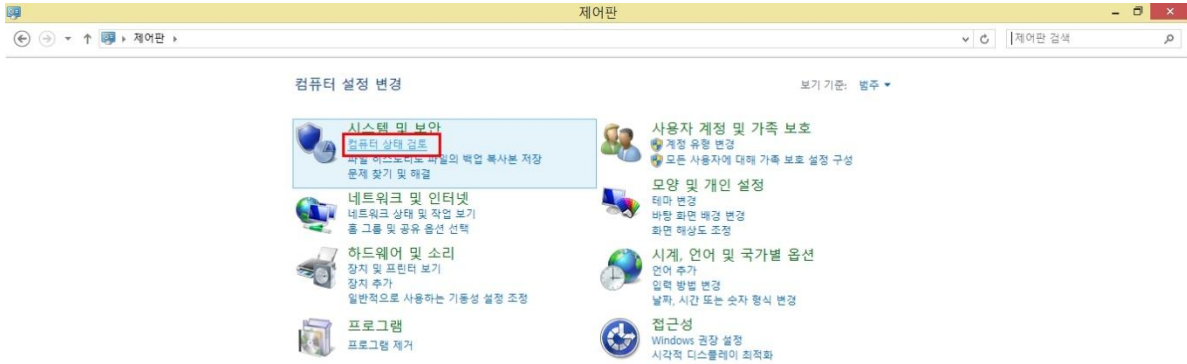 제어판
제어판
제어판 검색
컴퓨터 설정 변경
보기 기준: 범주
시스템 및 보안
컴퓨터 상태 검토
파일 히스토리로 파일의 백업 복사본 저장
문제 찾기 및 해결
네트워크 및 인터넷
네트워크 상태 및 작업 보기
홈 그룹 및 공유 옵션 선택
하드웨어 및 소리
장치 및 프린터 보기
장치 추가
일반적으로 사용하는 기동성 설정 조정
프로그램
프로그램 제거
사용자 계정 및 가족 보호
계정 유형 변경
모든 사용자에 대해 가족 보호 설정 구성
모양 및 개인 설정
테마 변경
바탕 화면 배경 변경
화면 해상도 조정
시계, 언어 및 국가별 옵션
언어 추가
입력 방법 변경
날짜, 시간 또는 숫자 형식 변경
접근성
Windows 권장 설정
시각적 디스플레이 최적화